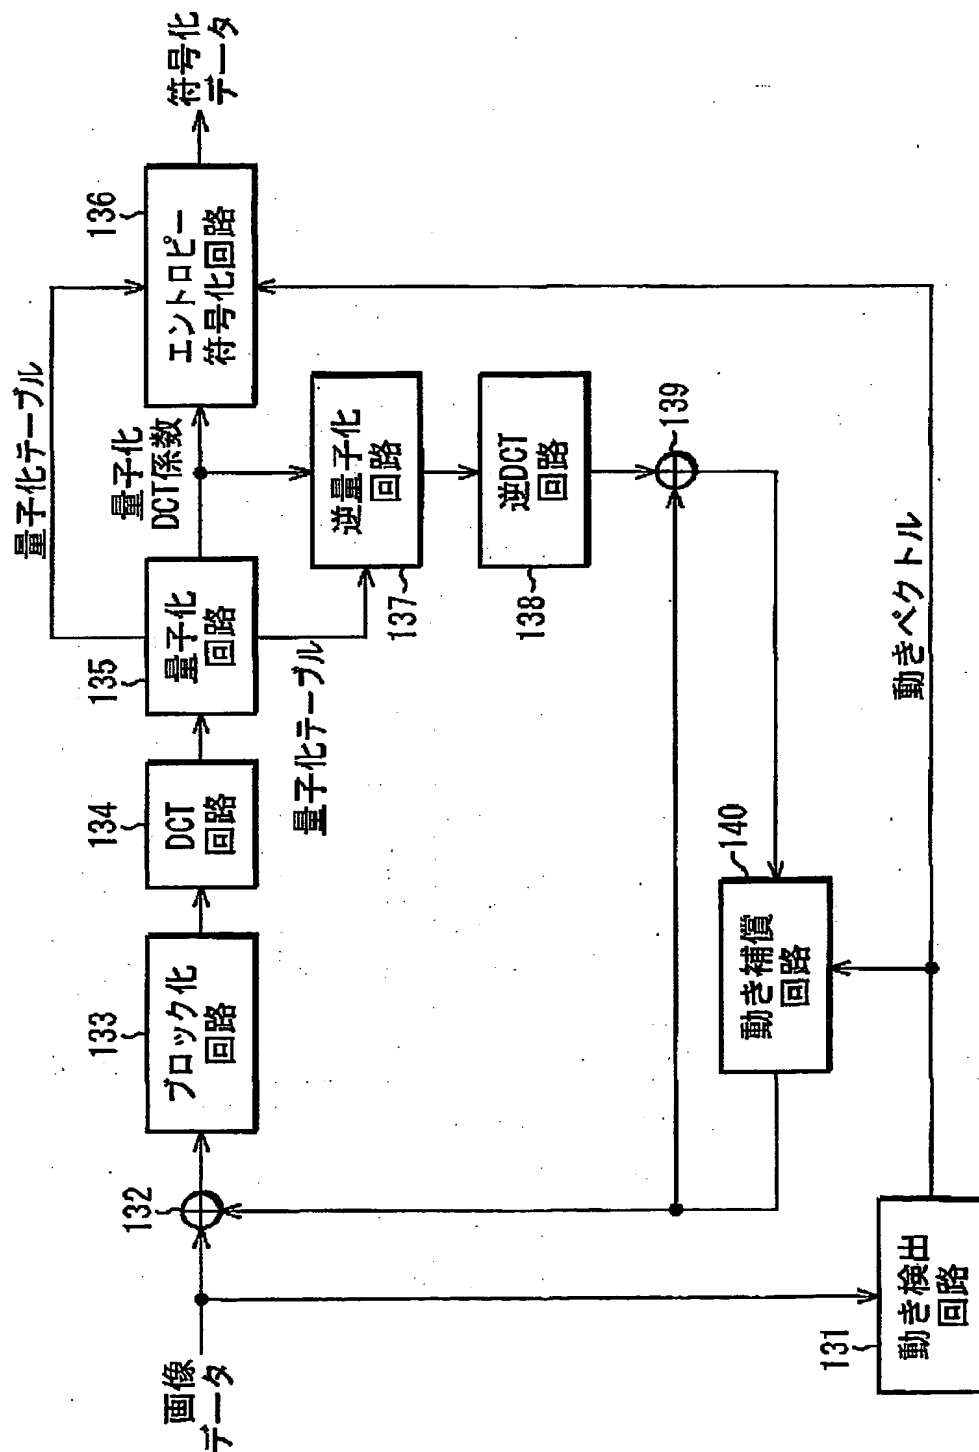 画像
データ
132
133
ブロック化
回路
134
DCT
回路
135
量子化
回路
量子化テーブル
量子化
DCT係数
136
エントロピー
符号化回路
符号化
データ
量子化テーブル
逆量子化
回路
137
逆DCT
回路
138
139
140
動き補償
回路
動きベクトル
131
動き検出
回路